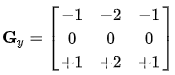 G_y = [ -1 -2 -1
0 0 0
+1 +2 +1 ]